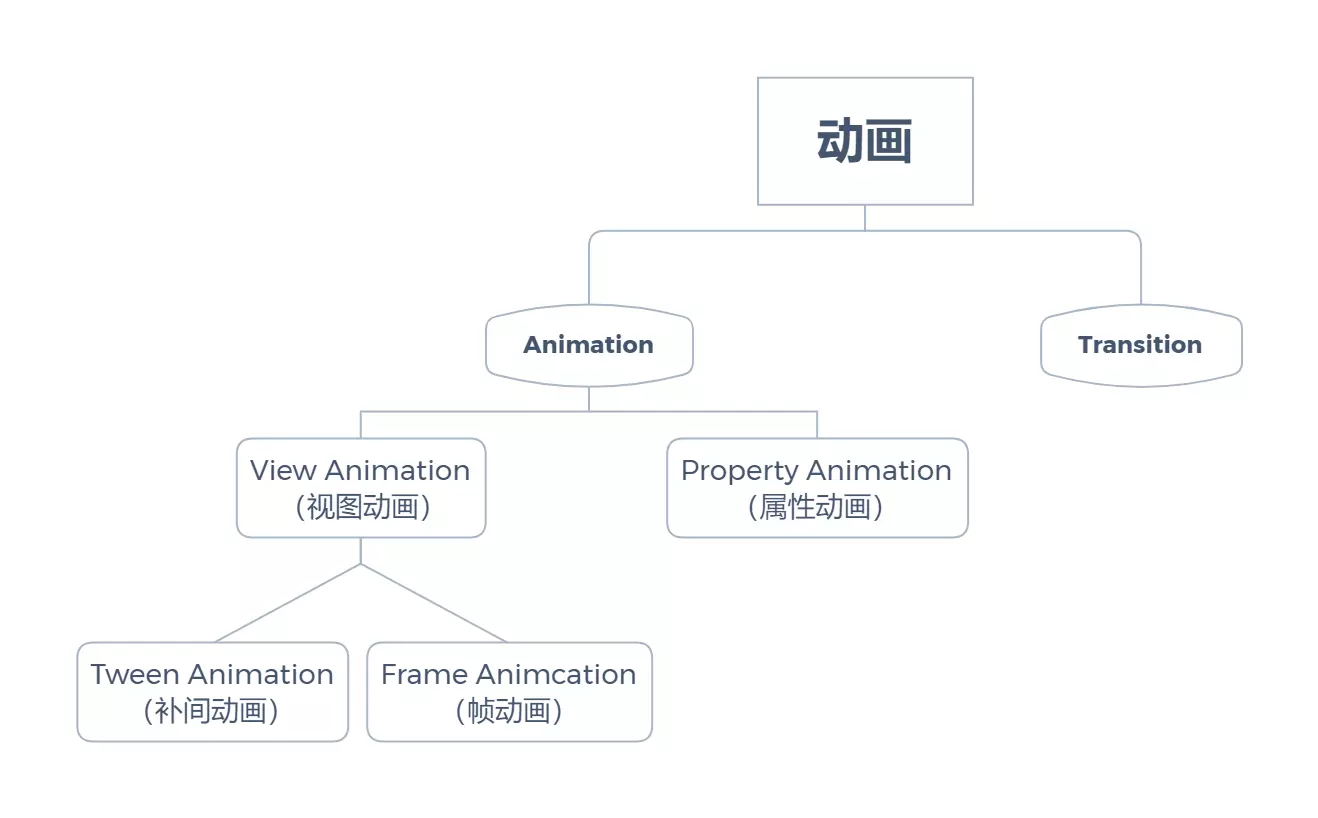 动画
Animation
Transition
View Animation
（视图动画）
Property Animation
（属性动画）
Tween Animation
（补间动画）
Frame Animcation
（帧动画）